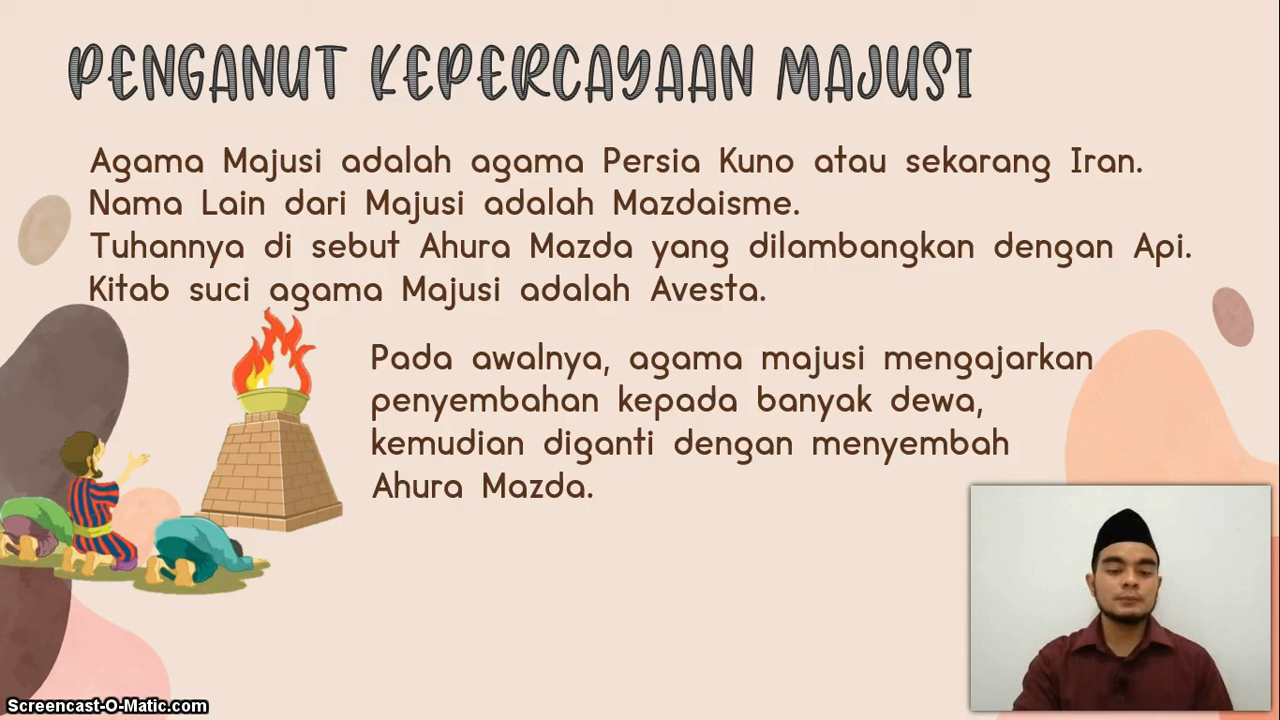 PENGANUT KEPERCAYAAN MAJUSI
Agama Majusi adalah agama Persia Kuno atau sekarang Iran.
Nama Lain dari Majusi adalah Mazdaisme.
Tuhannya di sebut Ahura Mazda yang dilambangkan dengan Api.
Kitab suci agama Majusi adalah Avesta.
Pada awalnya, agama majusi mengajarkan
penyembahan kepada banyak dewa,
kemudian diganti dengan menyembah
Ahura Mazda.
Screencast-O-Matic.com